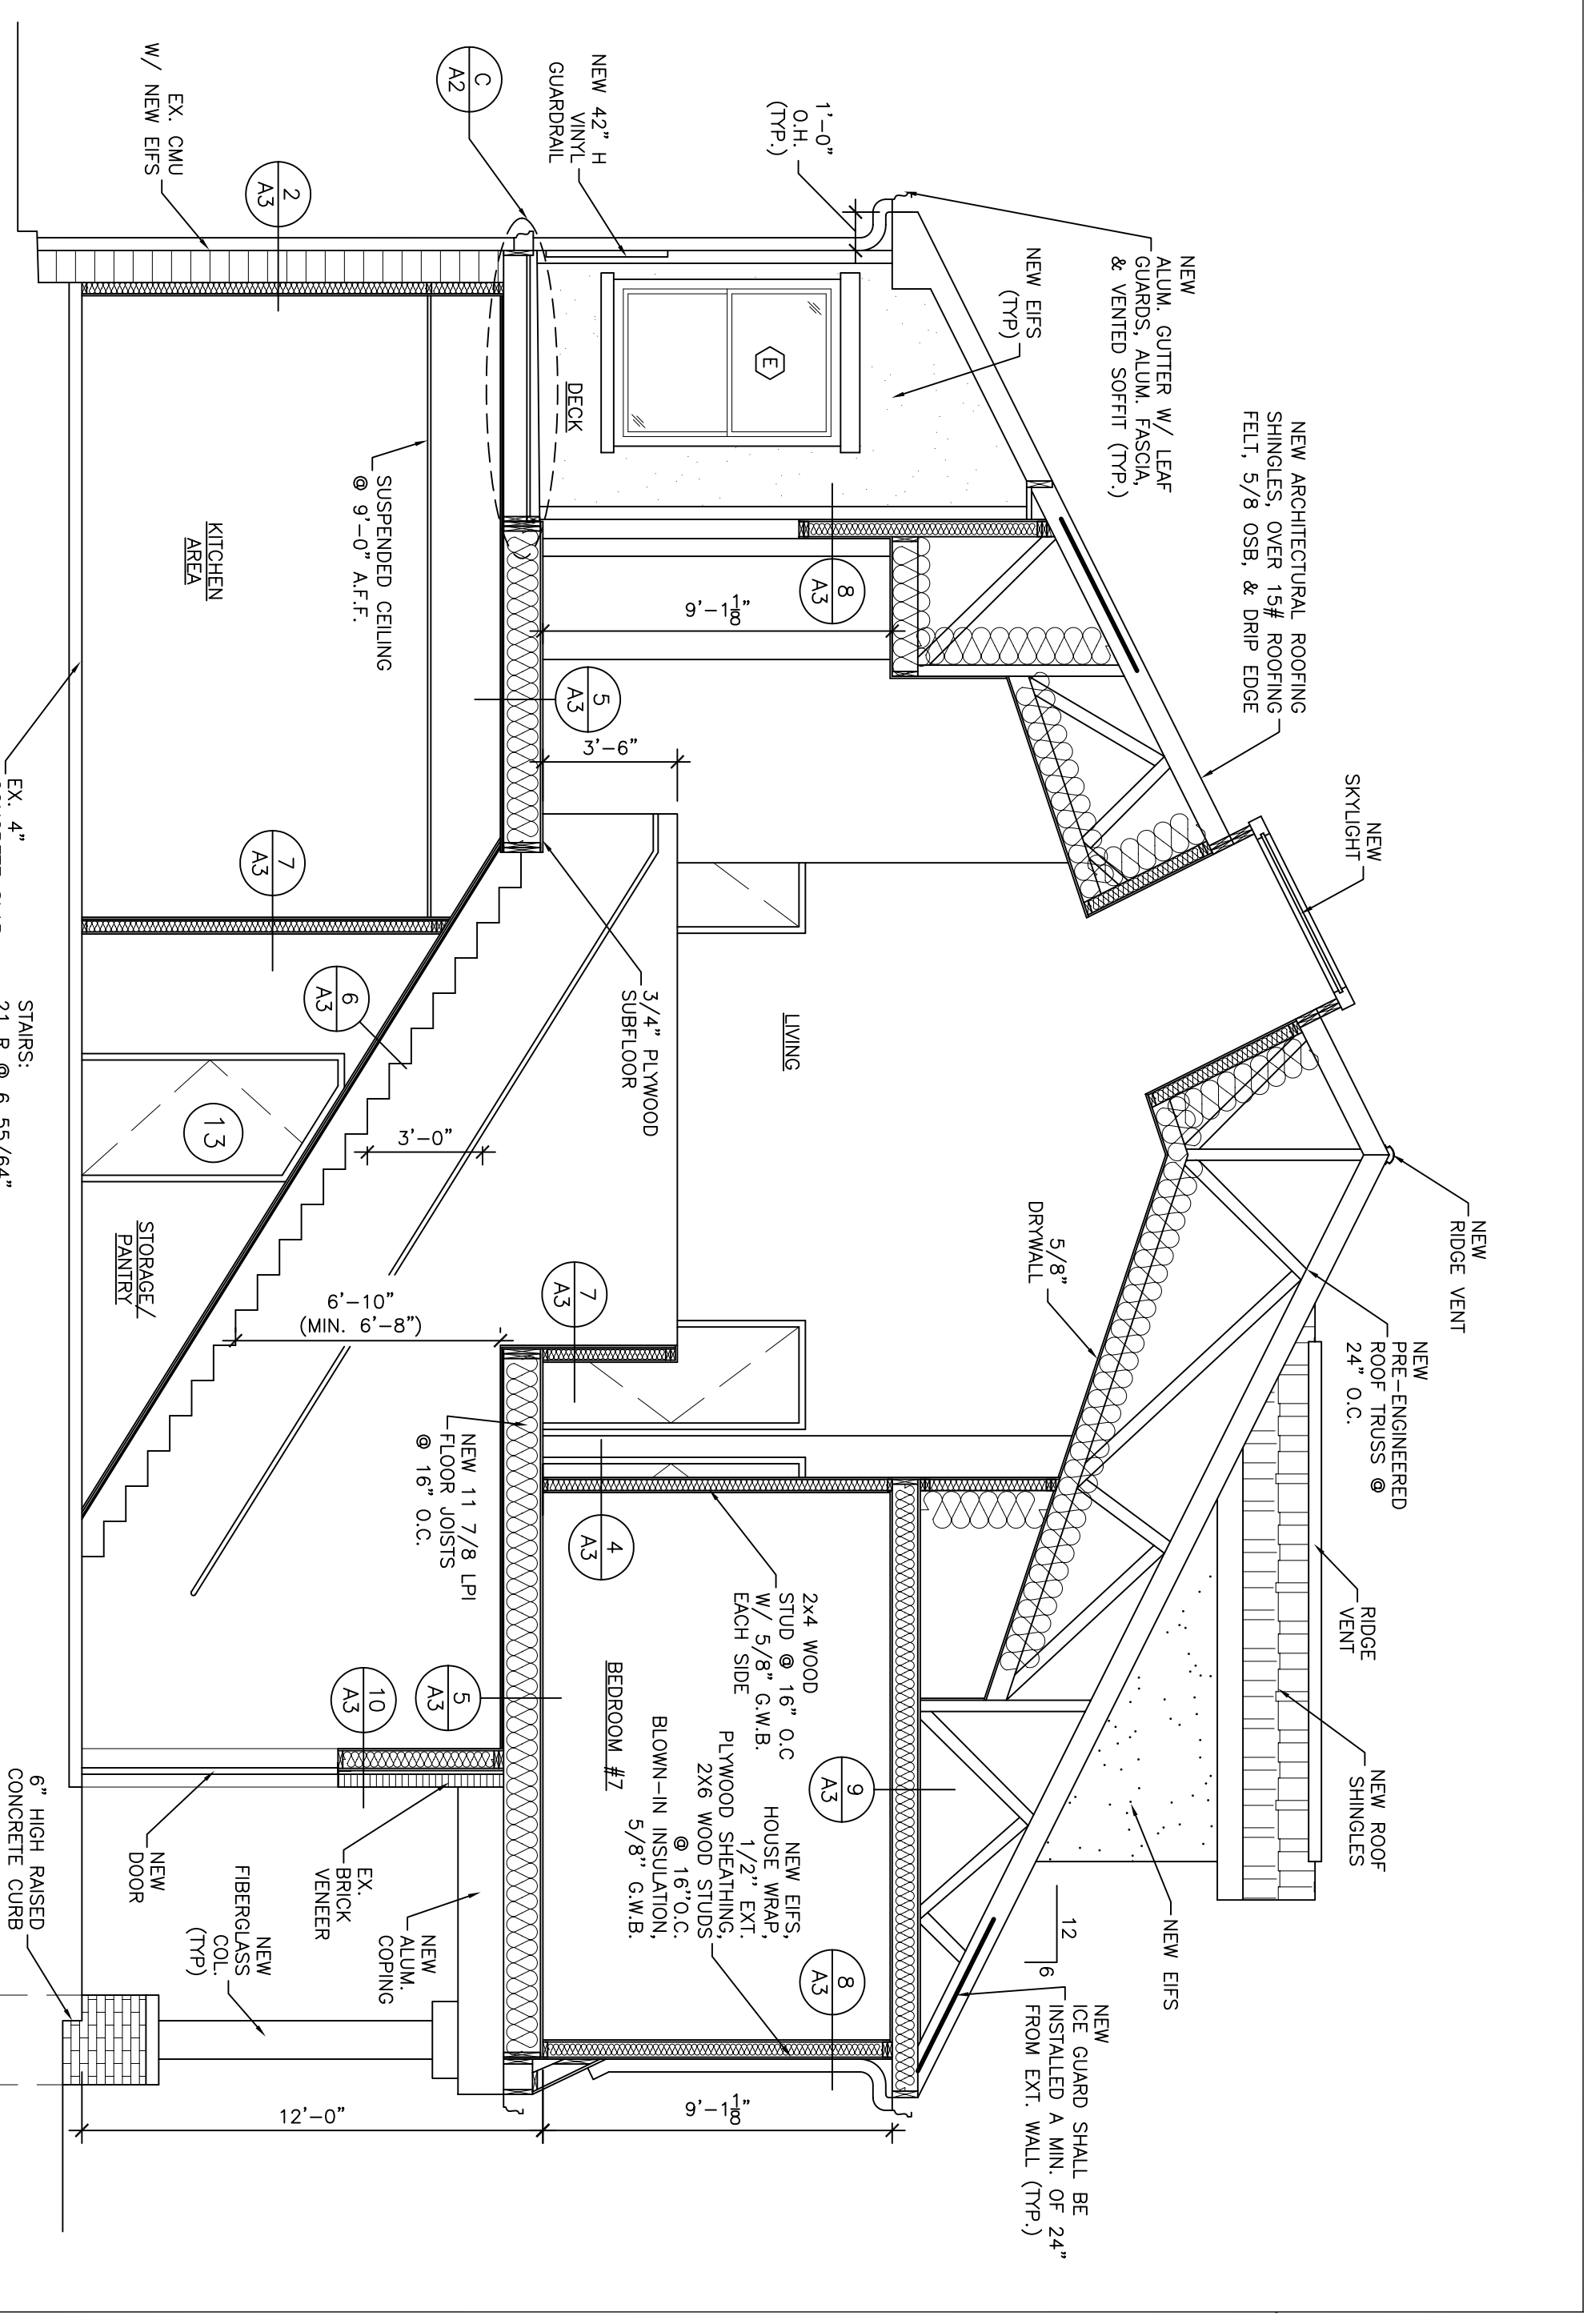 NEW
RIDGE VENT
NEW
PRE-ENGINEERED
ROOF TRUSS @
24" O.C.
RIDGE
VENT
NEW ROOF
SHINGLES
NEW
SKYLIGHT
NEW ARCHITECTURAL ROOFING
SHINGLES, OVER 15# ROOFING
FELT, 5/8 OSB, & DRIP EDGE
NEW
ALUM. GUTTER W/ LEAF
GUARDS, ALUM. FASCIA,
& VENTED SOFFIT (TYP.)
NEW EIFS
12
6
NEW
ICE GUARD SHALL BE
INSTALLED A MIN. OF 24"
FROM EXT. WALL (TYP.)
NEW EIFS
(TYP)
5/8"
DRYWALL
1'-0"
O.H.
(TYP.)
E
8
A3
LIVING
9
A3
8
A3
2x4 WOOD
STUD @ 16" O.C
W/ 5/8" G.W.B.
EACH SIDE
NEW EIFS,
HOUSE WRAP,
1/2" EXT.
PLYWOOD SHEATHING,
2X6 WOOD STUDS
@ 16"O.C.
BLOWN-IN INSULATION,
5/8" G.W.B.
9'-1 1/8"
9'-1 1/8"
NEW 42" H
VINYL
GUARDRAIL
DECK
3/4" PLYWOOD
SUBFLOOR
BEDROOM #7
5
A3
3'-6"
7
A3
4
A3
C
A2
NEW 11 7/8 LPI
FLOOR JOISTS
@ 16" O.C.
5
A3
SUSPENDED CEILING
@ 9'-0" A.F.F.
3'-0"
6'-10"
(MIN. 6'-8")
10
A3
NEW
ALUM.
COPING
6
A3
EX.
BRICK
VENEER
2
A3
7
A3
12'-0"
NEW
FIBERGLASS
COL.
(TYP)
KITCHEN
AREA
13
EX. CMU
W/ NEW EIFS
STORAGE/
PANTRY
NEW
DOOR
6" HIGH RAISED
CONCRETE CURB
EX. 4"
STAIRS:
21 R @ 6 55/64"